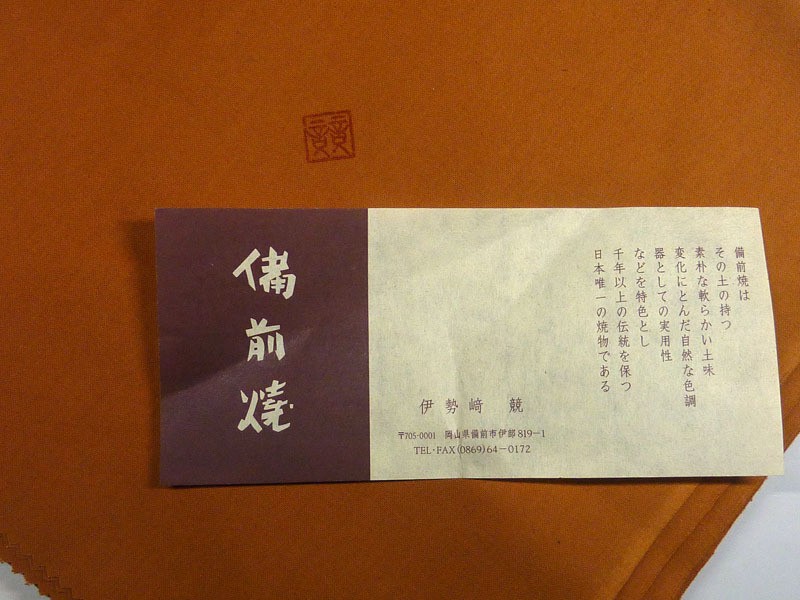 競
備前燒
備前焼は
その土の持つ
素朴な軟らかい土味
変化にとんだ自然な色調
器としての実用性
などを特色とし
千年以上の伝統を保つ
日本唯一の焼物である
伊勢﨑 競
〒705-0001 岡山県備前市伊部819－1
TEL・FAX(0869)64－0172